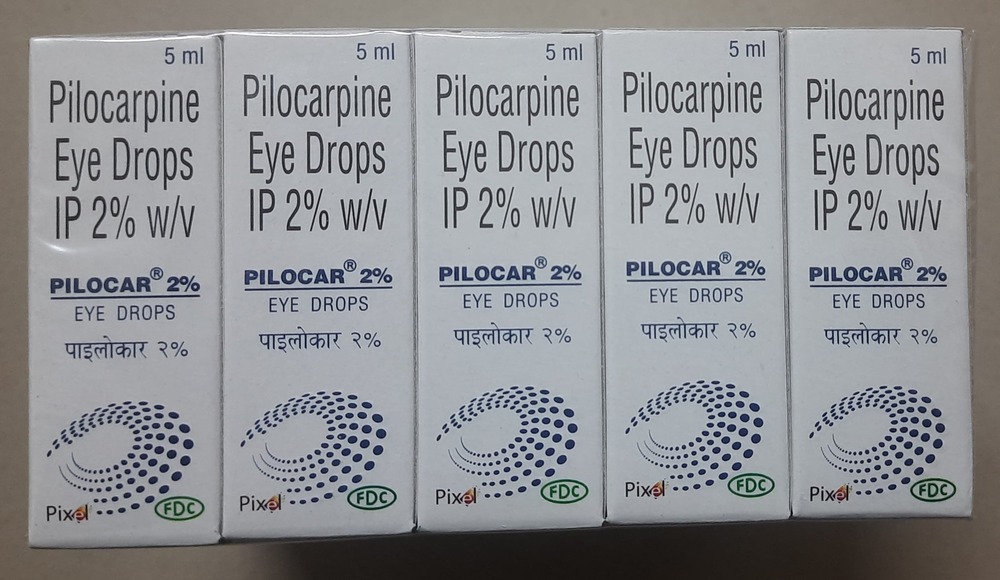 5 ml
Pilocarpine
Eye Drops
IP 2% w/v
PILOCAR® 2%
EYE DROPS
पाइलोकार २%
Pixel
FDC
5 ml
Pilocarpine
Eye Drops
IP 2% w/v
PILOCAR® 2%
EYE DROPS
पाइलोकार २%
Pixel
FDC
5 ml
Pilocarpine
Eye Drops
IP 2% w/v
PILOCAR® 2%
EYE DROPS
पाइलोकार २%
Pixel
FDC
5 ml
Pilocarpine
Eye Drops
IP 2% w/v
PILOCAR® 2%
EYE DROPS
पाइलोकार २%
Pixel
FDC
5 ml
Pilocarpine
Eye Drops
IP 2% w/v
PILOCAR® 2%
EYE DROPS
पाइलोकार २%
Pixel
FDC